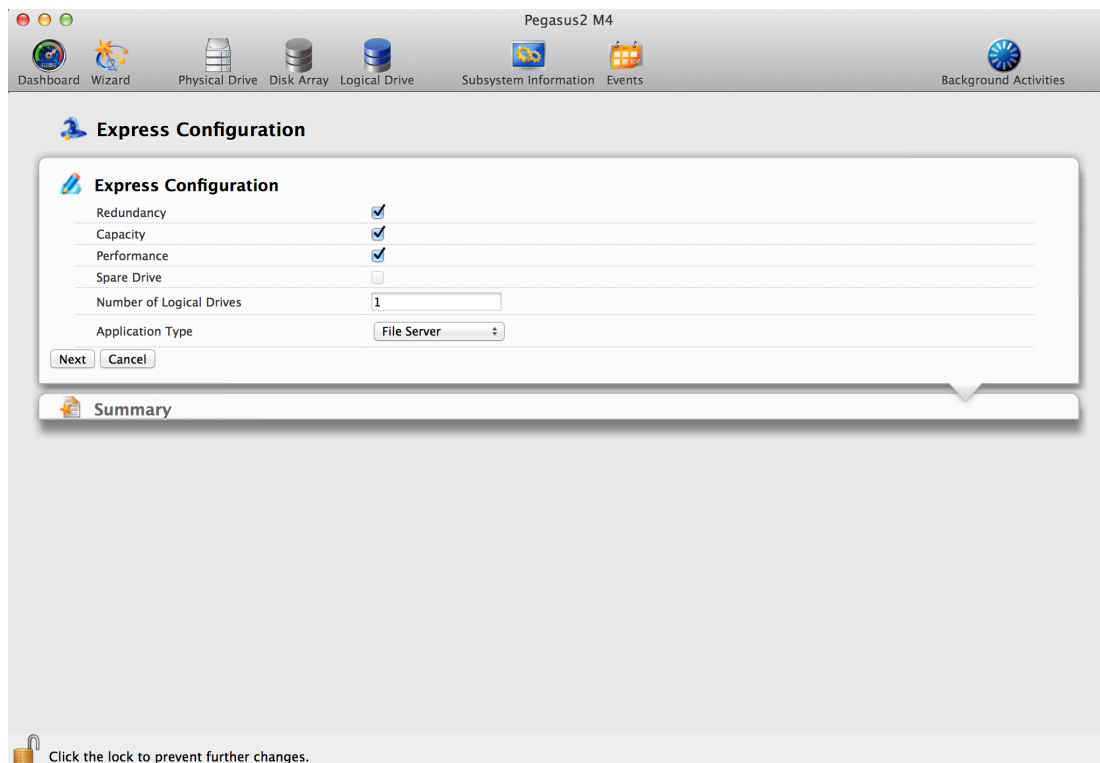 Pegasus2 M4
Dashboard Wizard Physical Drive Disk Array Logical Drive Subsystem Information Events Background Activities
Express Configuration
Express Configuration
Redundancy
Capacity
Performance
Spare Drive
Number of Logical Drives 1
Application Type File Server
Next Cancel
Summary
Click the lock to prevent further changes.